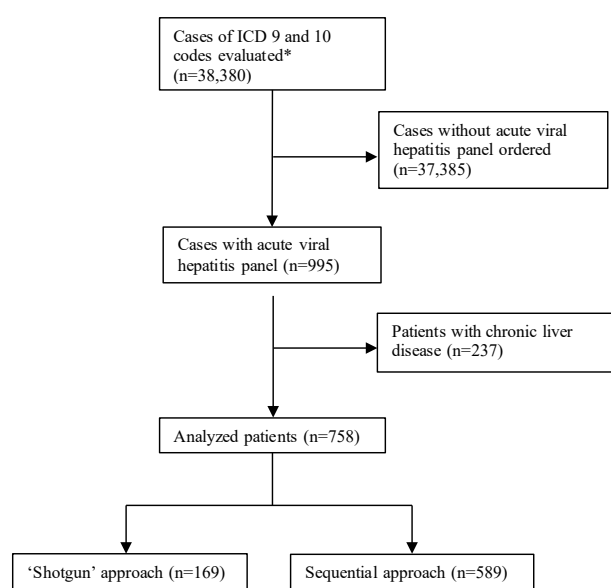 Cases of ICD 9 and 10
codes evaluated*
(n=38,380)
Cases without acute viral
hepatitis panel ordered
(n=37,385)
Cases with acute viral
hepatitis panel (n=995)
Patients with chronic liver
disease (n=237)
Analyzed patients (n=758)
‘Shotgun’ approach (n=169)
Sequential approach (n=589)